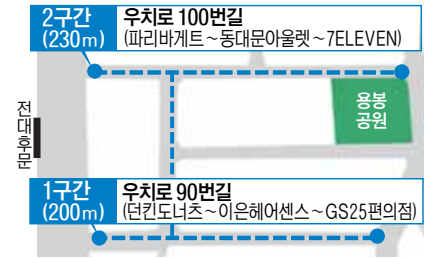 2구간 우치로 100번길
(230m) (파리바게트~동대문아울렛~7ELEVEN)
용봉
공원
전대후문
1구간 우치로 90번길
(200m) (던킨도너츠~이은헤어센스~GS25편의점)